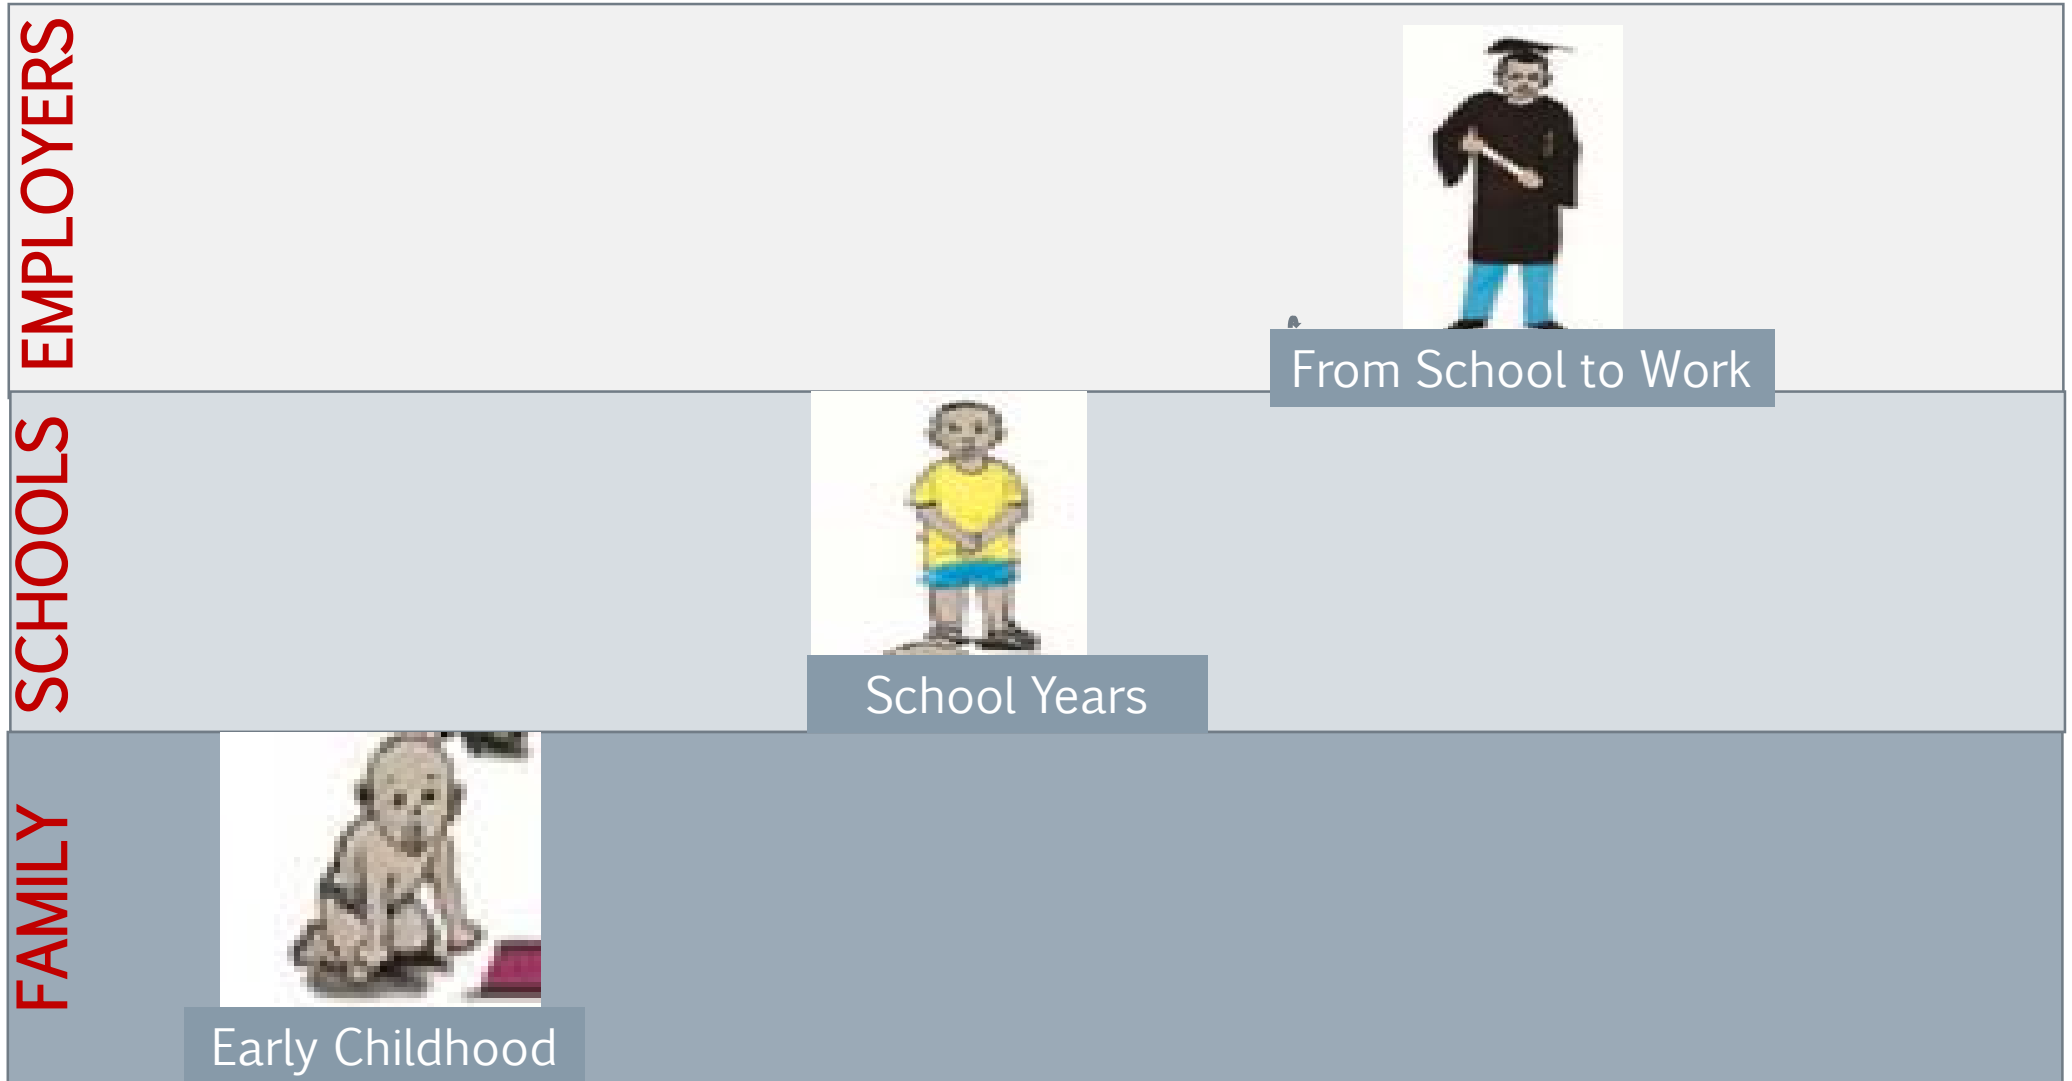 EMPLOYERS
From School to Work
SCHOOLS
School Years
FAMILY
Early Childhood